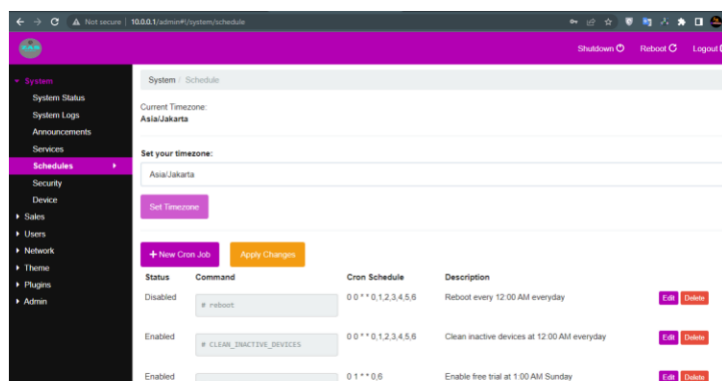 Not secure | 10.0.0.1/admin#!/system/schedule
Shutdown Reboot Logout
System
System / Schedule
System Status
Current Timezone:
System Logs
Asia/Jakarta
Announcements
Services
Set your timezone:
Schedules
Asia/Jakarta
Security
Device
Set Timezone
Sales
Users
Network
+ New Cron Job Apply Changes
Theme
Status Command Cron Schedule Description
Plugins
Disabled # reboot 0 0 * * 0,1,2,3,4,5,6 Reboot every 12:00 AM everyday Edit Delete
Admin
Enabled # CLEAN_INACTIVE_DEVICES 0 0 * * 0,1,2,3,4,5,6 Clean inactive devices at 12:00 AM everyday Edit Delete
Enabled 0 1 * * 0,6 Enable free trial at 1:00 AM Sunday Edit Delete